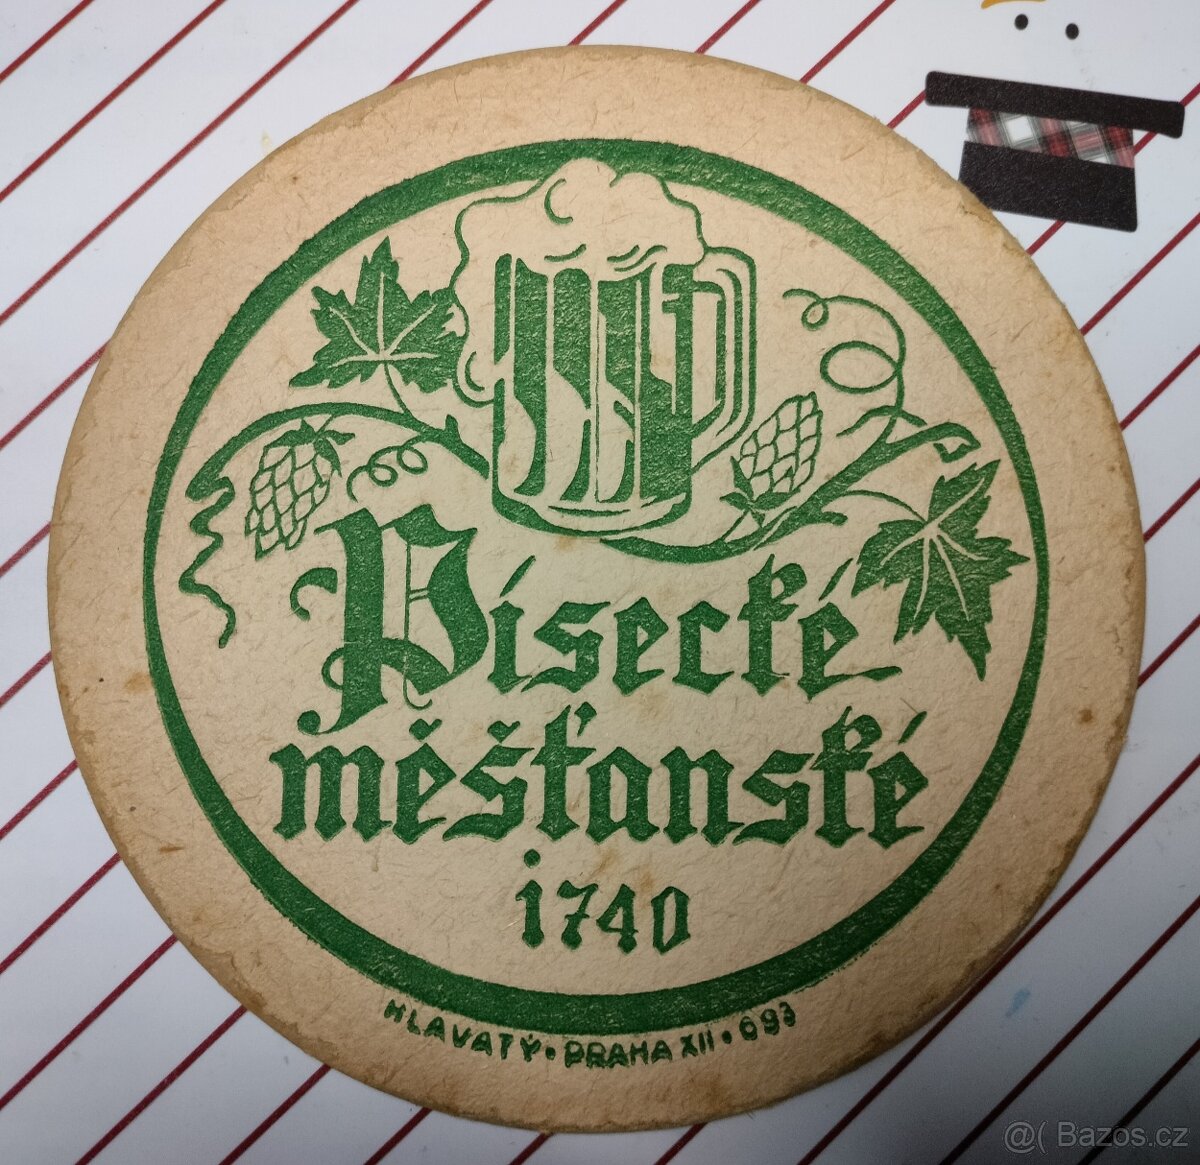 Písecké
měšťanské
1740
HLAVATÝ • PRAHA XII • 693
@( Bazos.cz